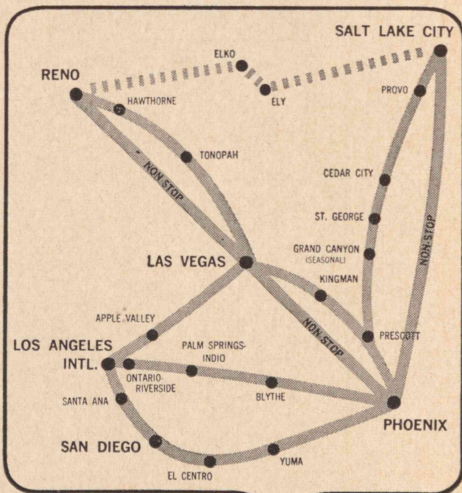 SALT LAKE CITY
ELKO
RENO
ELY
PROVO
HAWTHORNE
TONOPAH
NON STOP
CEDAR CITY
ST. GEORGE
NON-STOP
GRAND CANYON
(SEASONAL)
LAS VEGAS
KINGMAN
APPLE VALLEY
NON STOP
PRESCOTT
LOS ANGELES
INTL.
PALM SPRINGS-
INDIO
ONTARIO-
RIVERSIDE
BLYTHE
SANTA ANA
PHOENIX
SAN DIEGO
YUMA
EL CENTRO